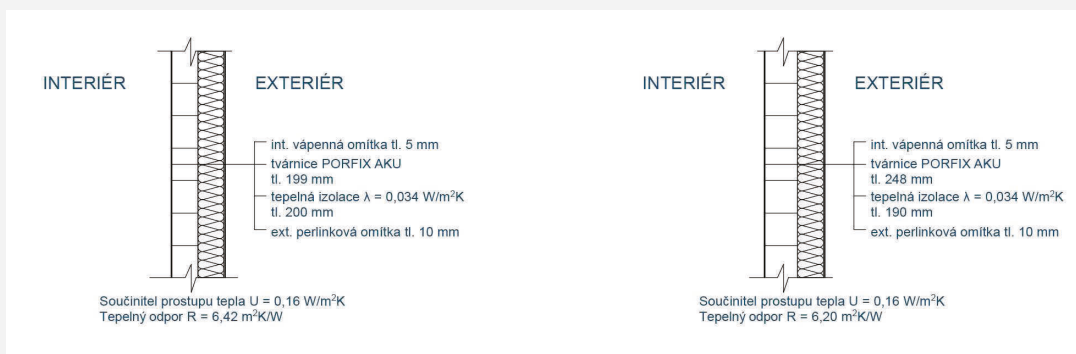 INTERIÉR
EXTERIÉR
int. vápenná omítka tl. 5 mm
tvárnice PORFIX AKU
tl. 199 mm
tepelná izolace λ = 0,034 W/m²K
tl. 200 mm
ext. perlinková omítka tl. 10 mm
Součinitel prostupu tepla U = 0,16 W/m²K
Tepelný odpor R = 6,42 m²K/W
INTERIÉR
EXTERIÉR
int. vápenná omítka tl. 5 mm
tvárnice PORFIX AKU
tl. 248 mm
tepelná izolace λ = 0,034 W/m²K
tl. 190 mm
ext. perlinková omítka tl. 10 mm
Součinitel prostupu tepla U = 0,16 W/m²K
Tepelný odpor R = 6,20 m²K/W